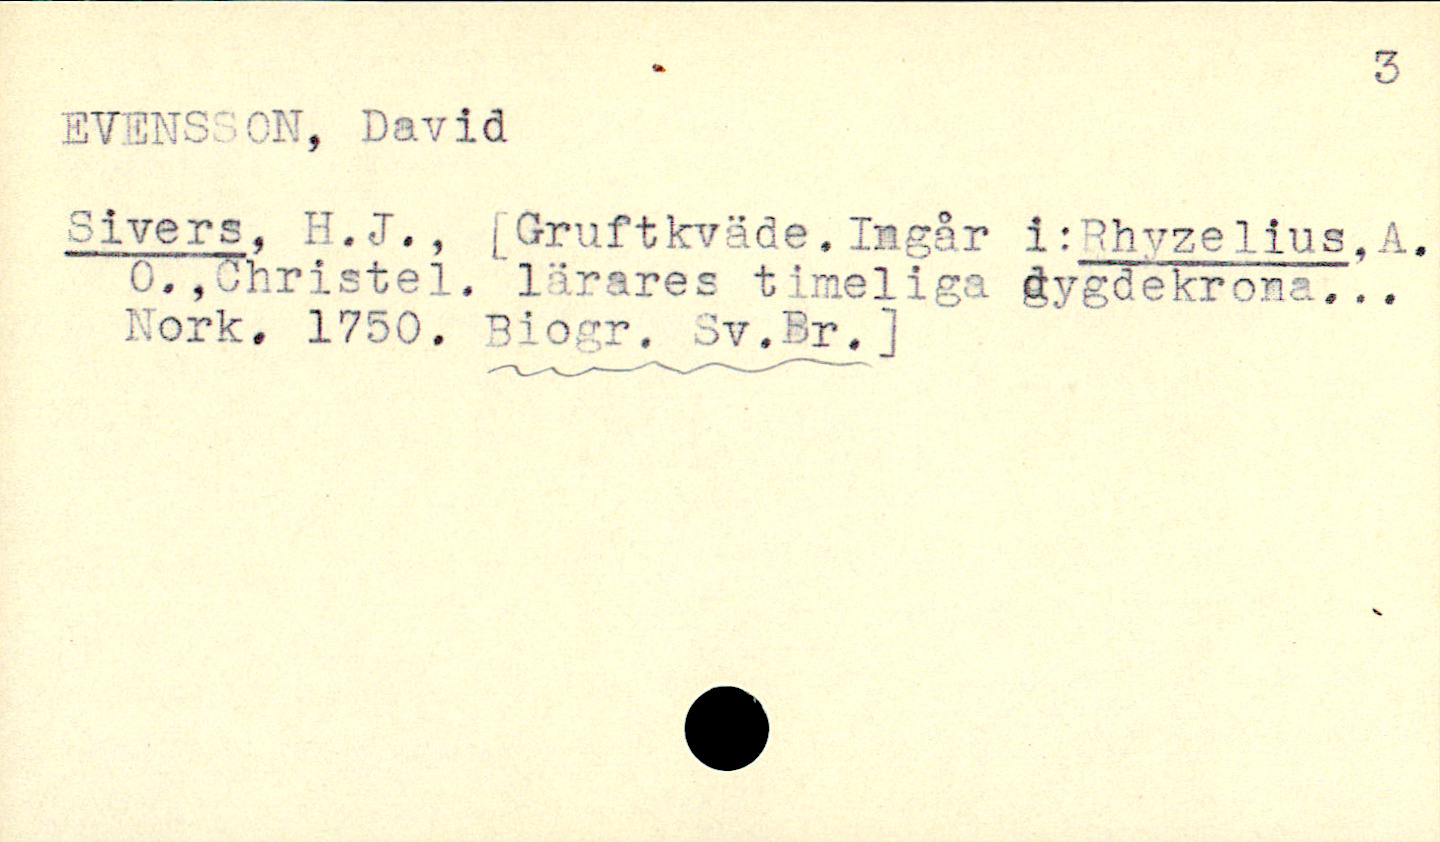 3
EVENSSON, David
Sivers, H.J., [Gruftkväde.Ingår i:Rhyzelius,A.
O.,Christel. lärares timeliga dygdekrona...
Nork. 1750. Biogr. Sv.Br.]